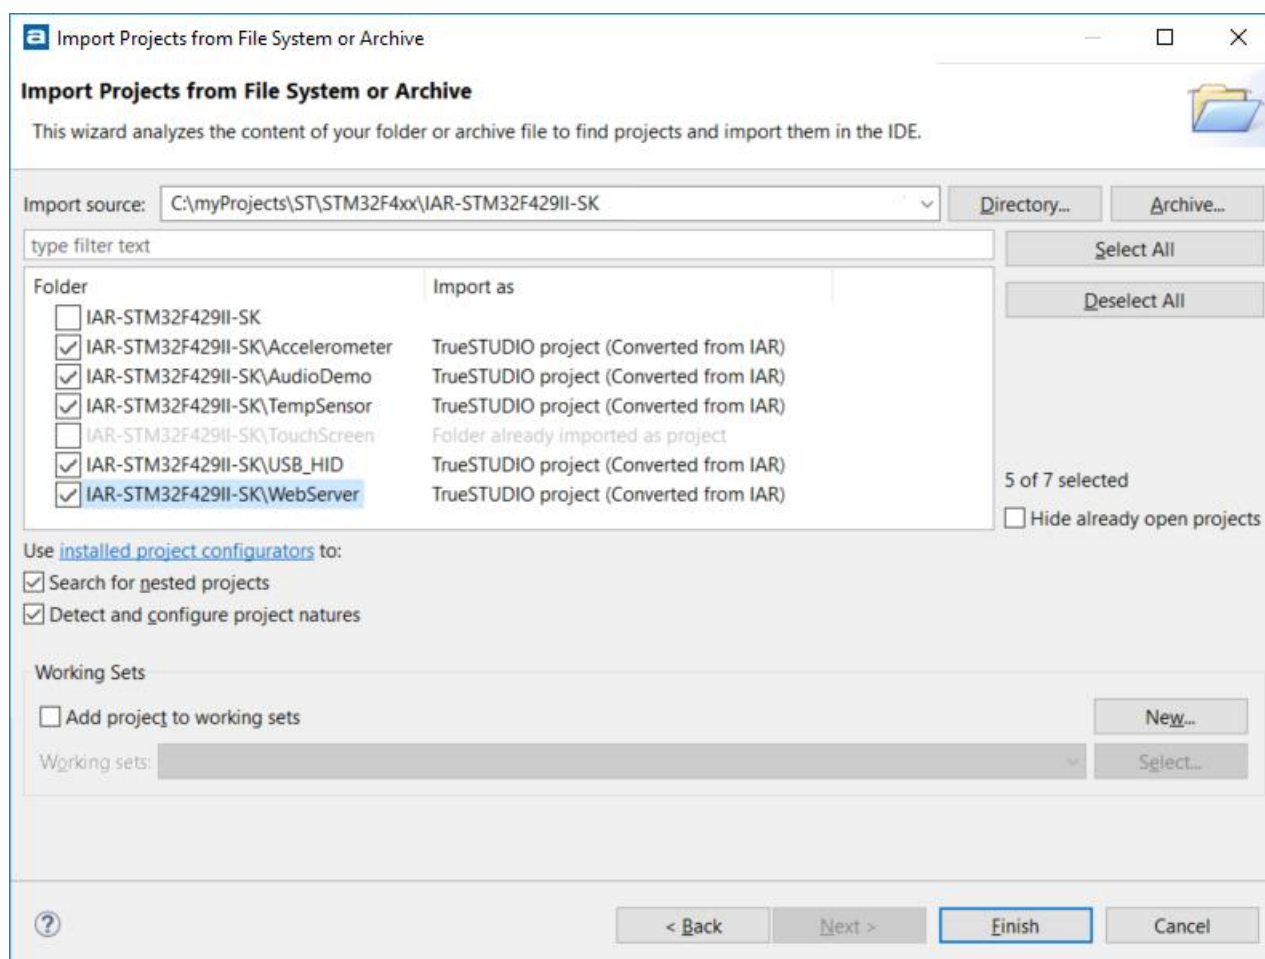 Import Projects from File System or Archive
Import Projects from File System or Archive
This wizard analyzes the content of your folder or archive file to find projects and import them in the IDE.
Import source: C:\myProjects\ST\STM32F4xx\IAR-STM32F429II-SK Directory... Archive...
type filter text Select All
Deselect All
Folder Import as
IAR-STM32F429II-SK
IAR-STM32F429II-SK\Accelerometer TrueSTUDIO project (Converted from IAR)
IAR-STM32F429II-SK\AudioDemo TrueSTUDIO project (Converted from IAR)
IAR-STM32F429II-SK\TempSensor TrueSTUDIO project (Converted from IAR)
IAR-STM32F429II-SK\TouchScreen Folder already imported as project
IAR-STM32F429II-SK\USB_HID TrueSTUDIO project (Converted from IAR)
IAR-STM32F429II-SK\WebServer TrueSTUDIO project (Converted from IAR)
5 of 7 selected
Hide already open projects
Use installed project configurators to:
Search for nested projects
Detect and configure project natures
Working Sets
Add project to working sets New...
Working sets: Select...
? < Back Next > Finish Cancel